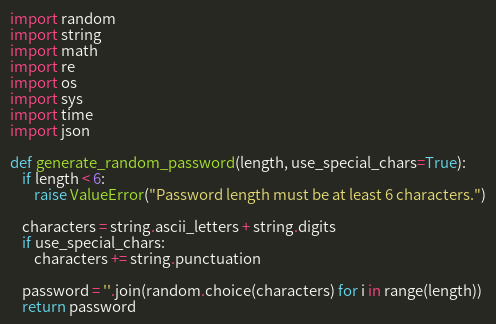 import random
import string
import math
import re
import os
import sys
import time
import json

def generate_random_password(length, use_special_chars=True):
    if length < 6:
        raise ValueError("Password length must be at least 6 characters.")

    characters = string.ascii_letters + string.digits
    if use_special_chars:
        characters += string.punctuation

    password = ''.join(random.choice(characters) for i in range(length))
    return password